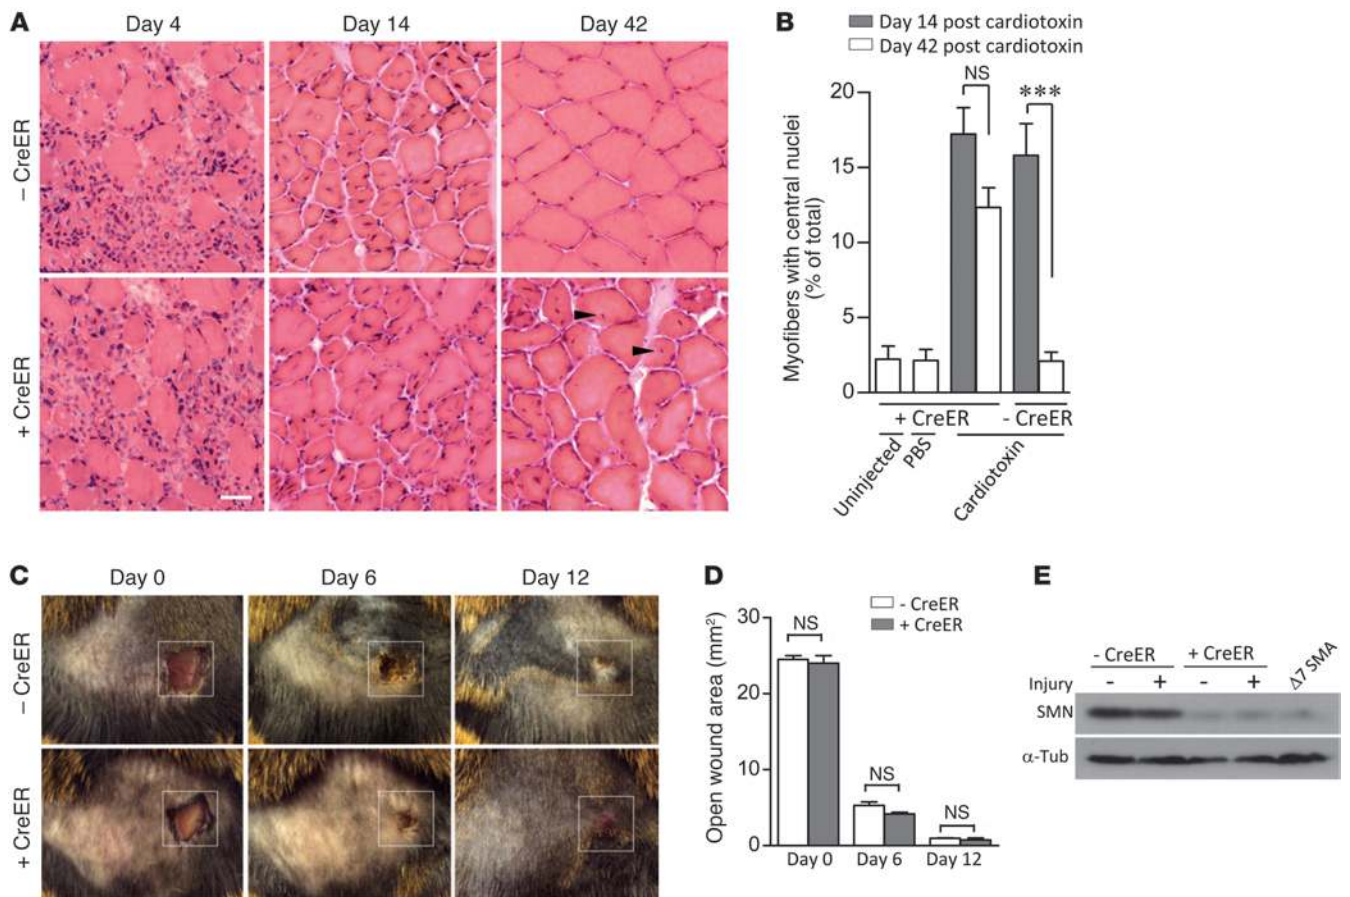 A
Day 4
Day 14
Day 42
– CreER
+ CreER
B
Day 14 post cardiotoxin
Day 42 post cardiotoxin
Myofibers with central nuclei
(% of total)
20
15
10
5
0
NS
***
+ CreER
- CreER
Uninjected
PBS
Cardiotoxin
C
Day 0
Day 6
Day 12
– CreER
+ CreER
D
- CreER
+ CreER
Open wound area (mm²)
30
20
10
0
NS
NS
NS
Day 0
Day 6
Day 12
E
- CreER
+ CreER
Δ7 SMA
Injury
-
+
-
+
SMN
α-Tub